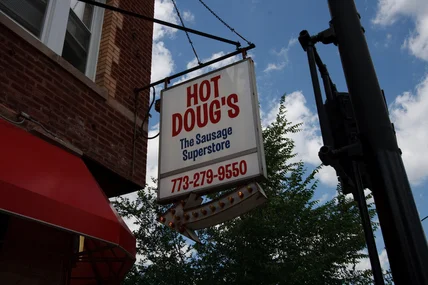 HOT
DOUG'S
The Sausage
Superstore
773-279-9550